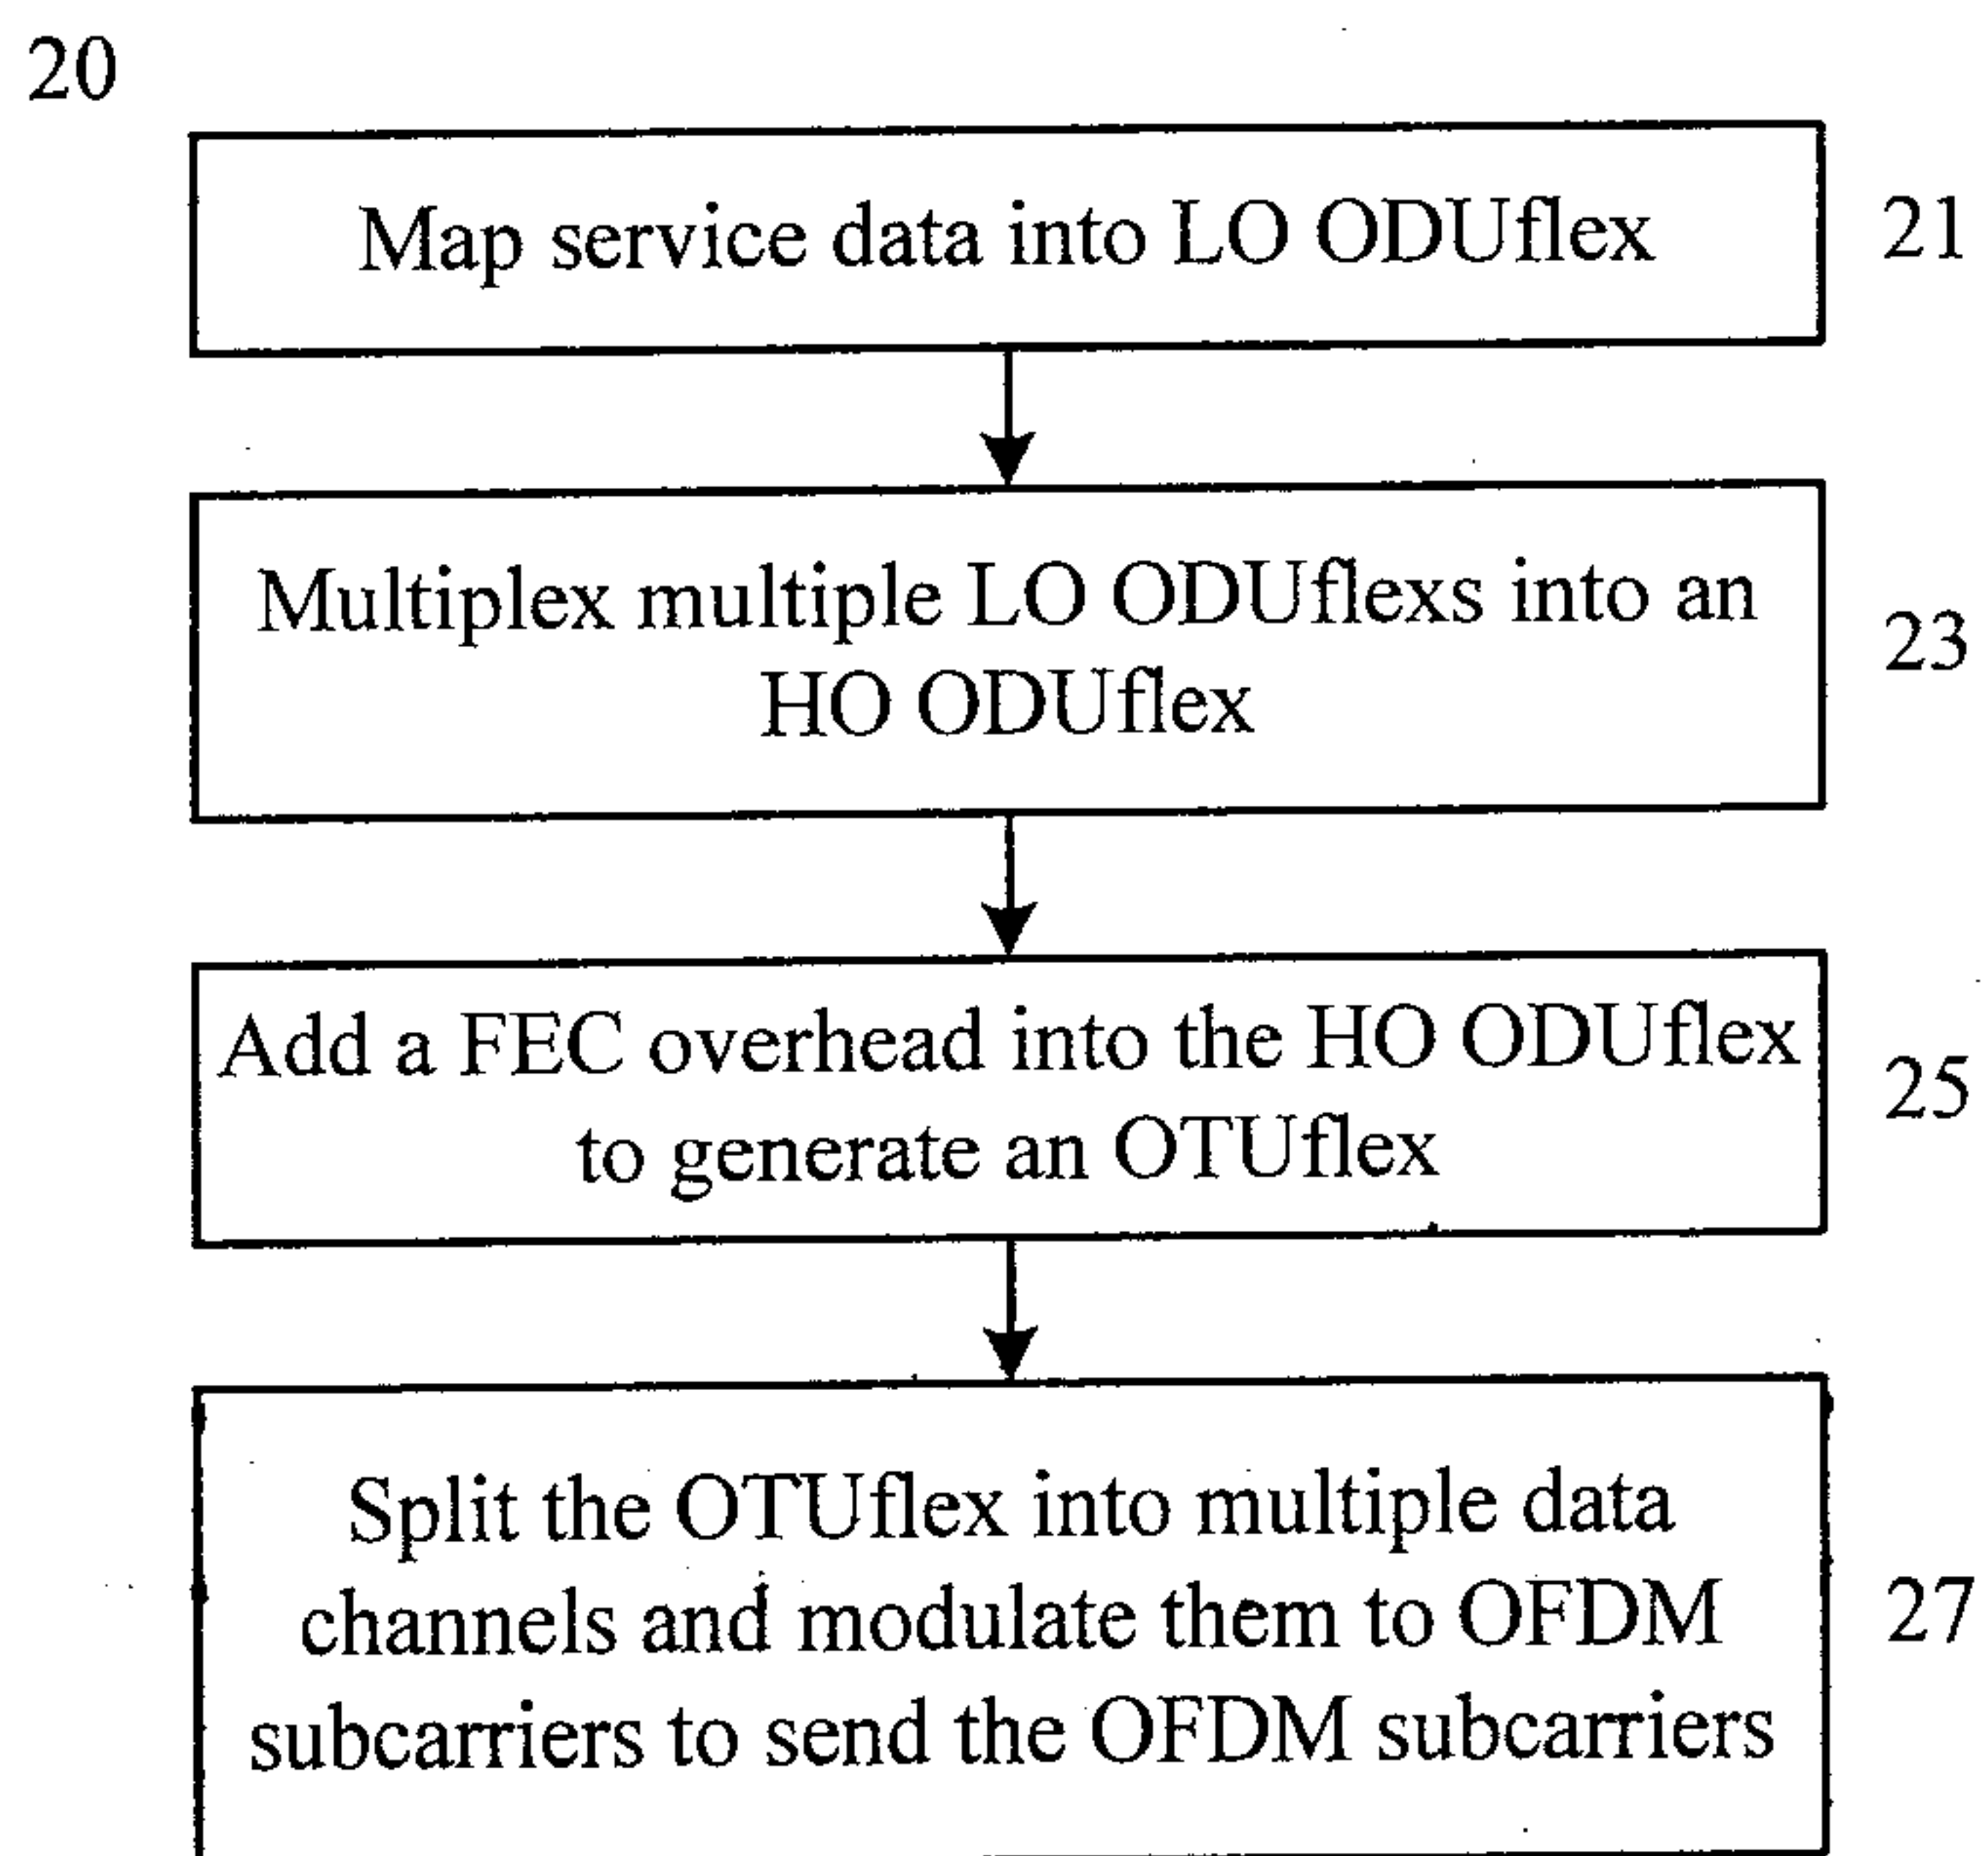 20
Map service data into LO ODUflex
21
Multiplex multiple LO ODUflexs into an
HO ODUflex
23
Add a FEC overhead into the HO ODUflex
to generate an OTUflex
25
Split the OTUflex into multiple data
channels and modulate them to OFDM
subcarriers to send the OFDM subcarriers
27